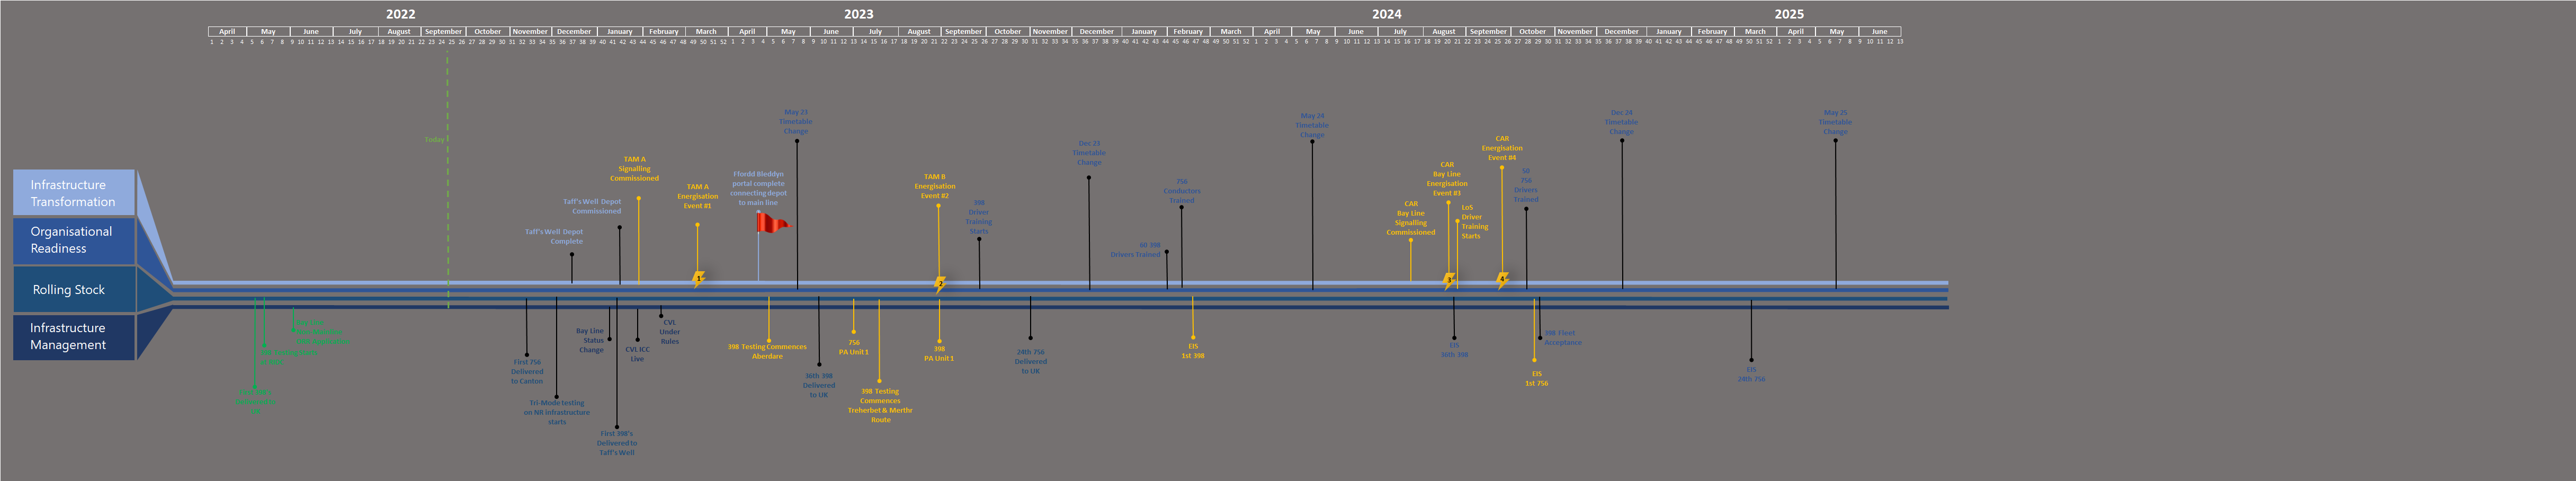 2022
2023
2024
2025
April May June July August September October November December January February March April May June July August September October November December January February March April May June July August September October November December January February March April May June
1 2 3 4 5 6 7 8 9 10 11 12 13 14 15 16 17 18 19 20 21 22 23 24 25 26 27 28 29 30 31 32 33 34 35 36 37 38 39 40 41 42 43 44 45 46 47 48 49 50 51 52 1 2 3 4 5 6 7 8 9 10 11 12 13 14 15 16 17 18 19 20 21 22 23 24 25 26 27 28 29 30 31 32 33 34 35 36 37 38 39 40 41 42 43 44 45 46 47 48 49 50 51 52 1 2 3 4 5 6 7 8 9 10 11 12 13 14 15 16 17 18 19 20 21 22 23 24 25 26 27 28 29 30 31 32 33 34 35 36 37 38 39 40 41 42 43 44 45 46 47 48 49 50 51 52 1 2 3 4 5 6 7 8 9 10 11 12 13
Today
Infrastructure
Transformation
Organisational
Readiness
Rolling Stock
Infrastructure
Management
Taff's Well Depot
Complete
Taff's Well Depot
Commissioned
TAM A
Signalling
Commissioned
TAM A
Energisation
Event #1
1
Ffordd Bleddyn
portal complete
connecting depot
to main line
May 23
Timetable
Change
TAM B
Energisation
Event #2
2
398
Driver
Training
Starts
Dec 23
Timetable
Change
398
Drivers Trained
756
Conductors
Trained
May 24
Timetable
Change
CAR
Bay Line
Signalling
Commissioned
CAR
Bay Line
Energisation
Event #3
LoS
Driver
Training
Starts
CAR
Energisation
Event #4
4
756
Drivers
Trained
Dec 24
Timetable
Change
May 25
Timetable
Change
First 756
Delivered
to Canton
Tri-Mode testing
on NR Infrastructure
starts
Bay Line
Status
Change
First 398's
Delivered to
Taff's Well
CVL ICC
Live
CVL
Under
Rules
398 Testing Commences
Aberdare
36th 398
Delivered
to UK
756
PA Unit 1
398 Testing
Commences
Treherbet & Merthr
Route
398
PA Unit 1
24th 756
Delivered
to UK
EIS
1st 398
EIS
36th 398
EIS
1st 756
398 Fleet
Acceptance
EIS
24th 756